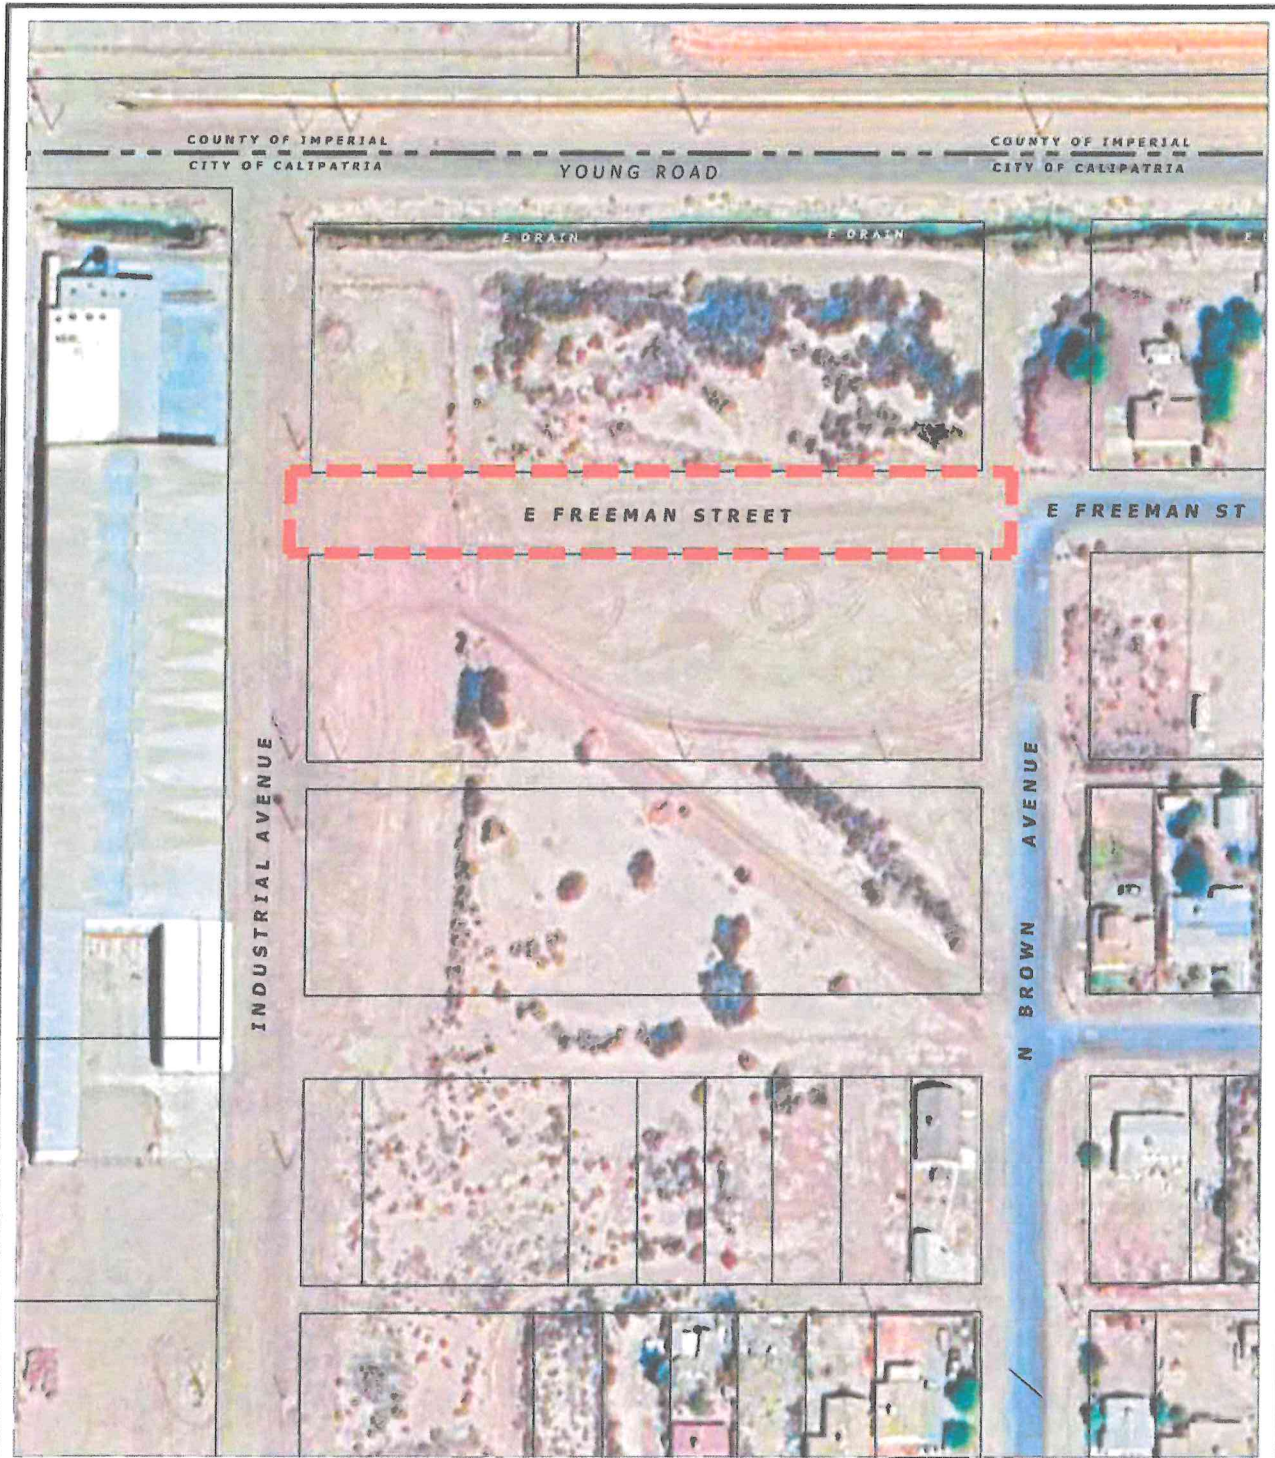 COUNTY OF IMPERIAL
COUNTY OF IMPERIAL
CITY OF CALIPATRIA
YOUNG ROAD
CITY OF CALIPATRIA
E DRAIN
E DRAIN
E FREEMAN STREET
E FREEMAN ST
INDUSTRIAL AVENUE
N BROWN AVENUE